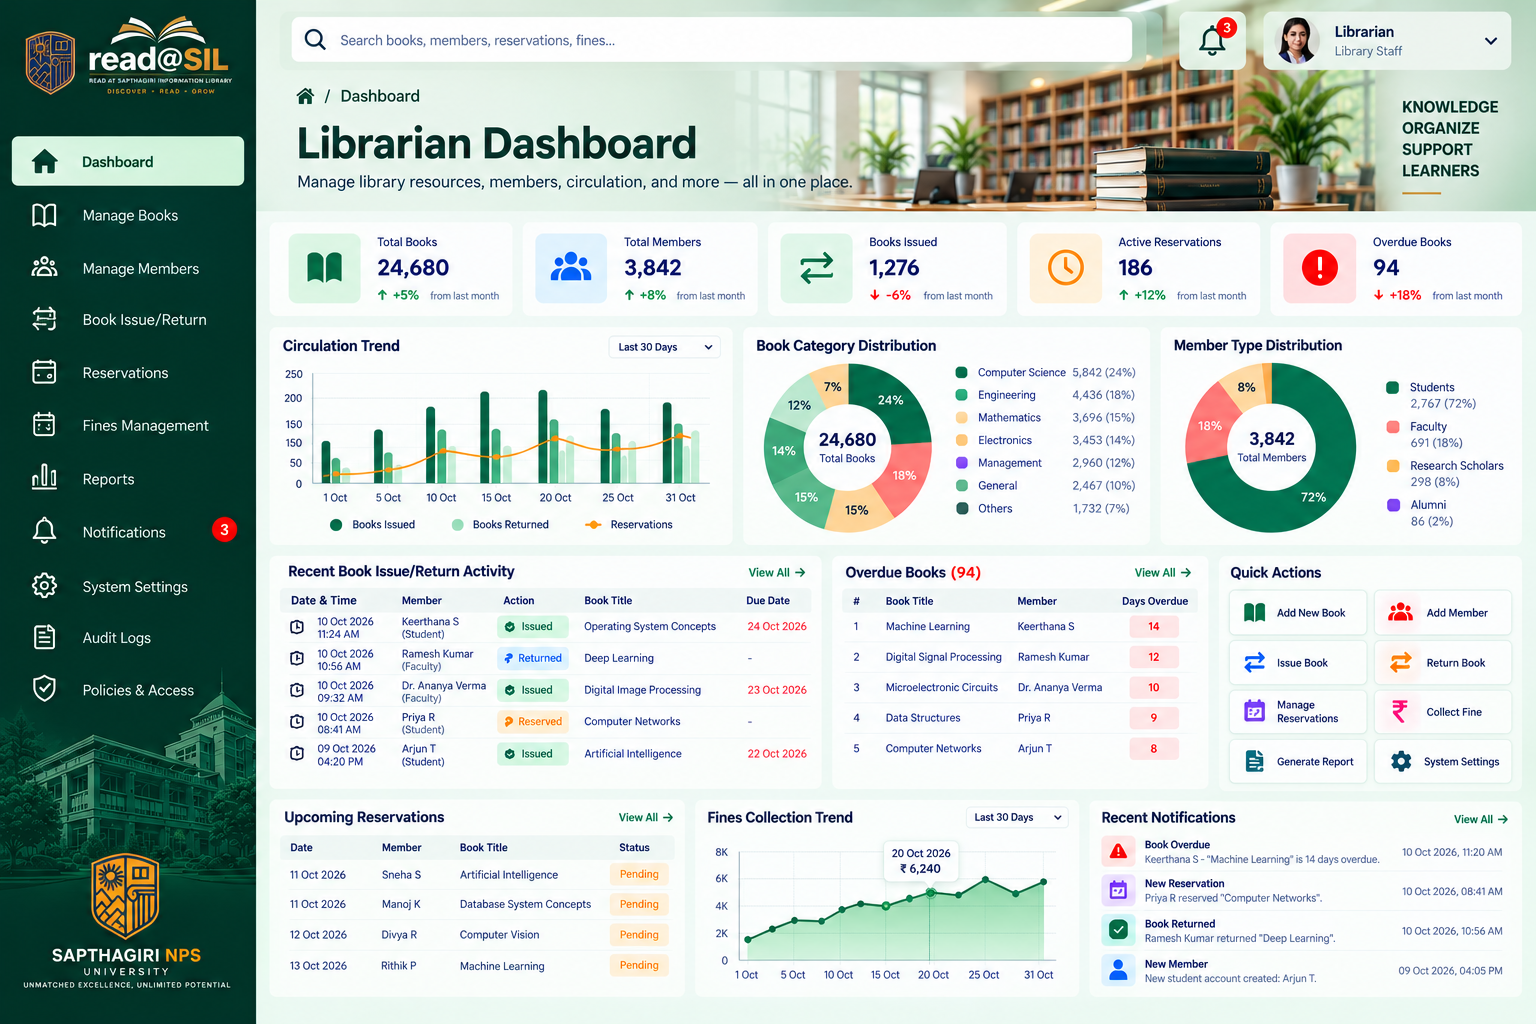 read@SIL
READ AT SAPTHAGIRI INFORMATION LIBRARY
DISCOVER • READ • GROW
Dashboard
Manage Books
Manage Members
Book Issue/Return
Reservations
Fines Management
Reports
Notifications 3
System Settings
Audit Logs
Policies & Access
SAPTHAGIRI NPS
UNIVERSITY
UNMATCHED EXCELLENCE, UNLIMITED POTENTIAL
Search books, members, reservations, fines...
3
Librarian
Library Staff
/ Dashboard
Librarian Dashboard
Manage library resources, members, circulation, and more — all in one place.
KNOWLEDGE
ORGANIZE
SUPPORT
LEARNERS
Total Books
24,680
↑ +5% from last month
Total Members
3,842
↑ +8% from last month
Books Issued
1,276
↓ -6% from last month
Active Reservations
186
↑ +12% from last month
Overdue Books
94
↓ +18% from last month
Circulation Trend
Last 30 Days
250
200
150
150
50
0
1 Oct 5 Oct 10 Oct 15 Oct 20 Oct 25 Oct 31 Oct
Books Issued Books Returned Reservations
Book Category Distribution
24%
18%
15%
15%
14%
12%
7%
24,680
Total Books
Computer Science 5,842 (24%)
Engineering 4,436 (18%)
Mathematics 3,696 (15%)
Electronics 3,453 (14%)
Management 2,960 (12%)
General 2,467 (10%)
Others 1,732 (7%)
Member Type Distribution
8%
18%
72%
3,842
Total Members
Students
2,767 (72%)
Faculty
691 (18%)
Research Scholars
298 (8%)
Alumni
86 (2%)
Recent Book Issue/Return Activity
View All →
Date & Time Member Action Book Title Due Date
10 Oct 2026 11:24 AM Keerthana S (Student) Issued Operating System Concepts 24 Oct 2026
10 Oct 2026 10:56 AM Ramesh Kumar (Faculty) Returned Deep Learning -
10 Oct 2026 09:32 AM Dr. Ananya Verma (Faculty) Issued Digital Image Processing 23 Oct 2026
10 Oct 2026 08:41 AM Priya R (Student) Reserved Computer Networks -
09 Oct 2026 04:20 PM Arjun T (Student) Issued Artificial Intelligence 22 Oct 2026
Overdue Books (94)
View All →
# Book Title Member Days Overdue
1 Machine Learning Keerthana S 14
2 Digital Signal Processing Ramesh Kumar 12
3 Microelectronic Circuits Dr. Ananya Verma 10
4 Data Structures Priya R 9
5 Computer Networks Arjun T 8
Quick Actions
Add New Book
Add Member
Issue Book
Return Book
Manage Reservations
Collect Fine
Generate Report
System Settings
Upcoming Reservations
View All →
Date Member Book Title Status
11 Oct 2026 Sneha S Artificial Intelligence Pending
11 Oct 2026 Manoj K Database System Concepts Pending
12 Oct 2026 Divya R Computer Vision Pending
13 Oct 2026 Rithik P Machine Learning Pending
Fines Collection Trend
Last 30 Days
8K
6K
4K
2K
0
20 Oct 2026
₹ 6,240
1 Oct 5 Oct 10 Oct 15 Oct 20 Oct 25 Oct 31 Oct
Recent Notifications
View All →
Book Overdue
Keerthana S - "Machine Learning" is 14 days overdue. 10 Oct 2026, 11:20 AM
New Reservation
Priya R reserved "Computer Networks". 10 Oct 2026, 08:41 AM
Book Returned
Ramesh Kumar returned "Deep Learning". 10 Oct 2026, 10:56 AM
New Member
New student account created: Arjun T. 09 Oct 2026, 04:05 PM